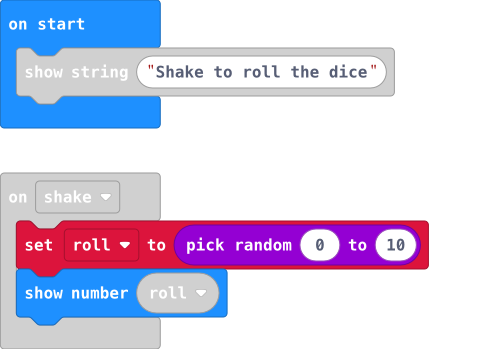 on start
show string "Shake to roll the dice"
on shake
set roll to pick random 0 to 10
show number roll